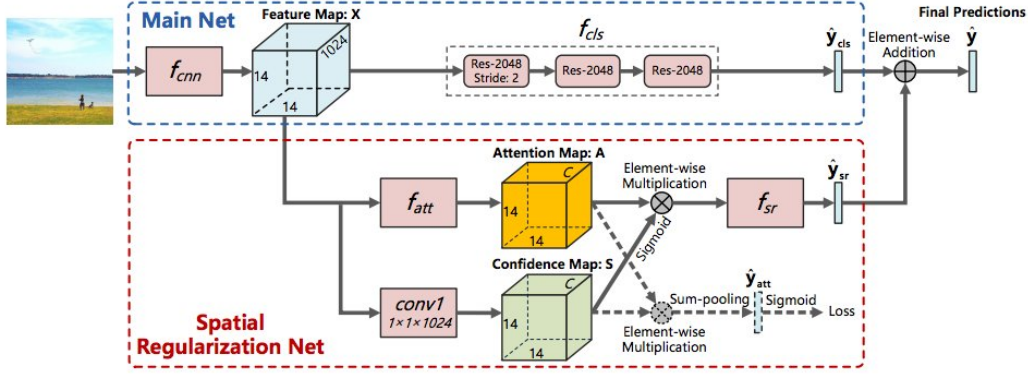 Main Net
Feature Map: X
1024
14
14
f_cnn
f_cls
Res-2048
Stride: 2
Res-2048
Res-2048
ŷ_cls
Element-wise
Addition
Final Predictions
ŷ
Attention Map: A
C
14
14
f_att
Element-wise
Multiplication
Sigmoid
f_sr
ŷ_sr
Confidence Map: S
C
14
14
conv1
1×1×1024
Element-wise
Multiplication
Sum-pooling
ŷ_att
Sigmoid
Loss
Spatial
Regularization Net